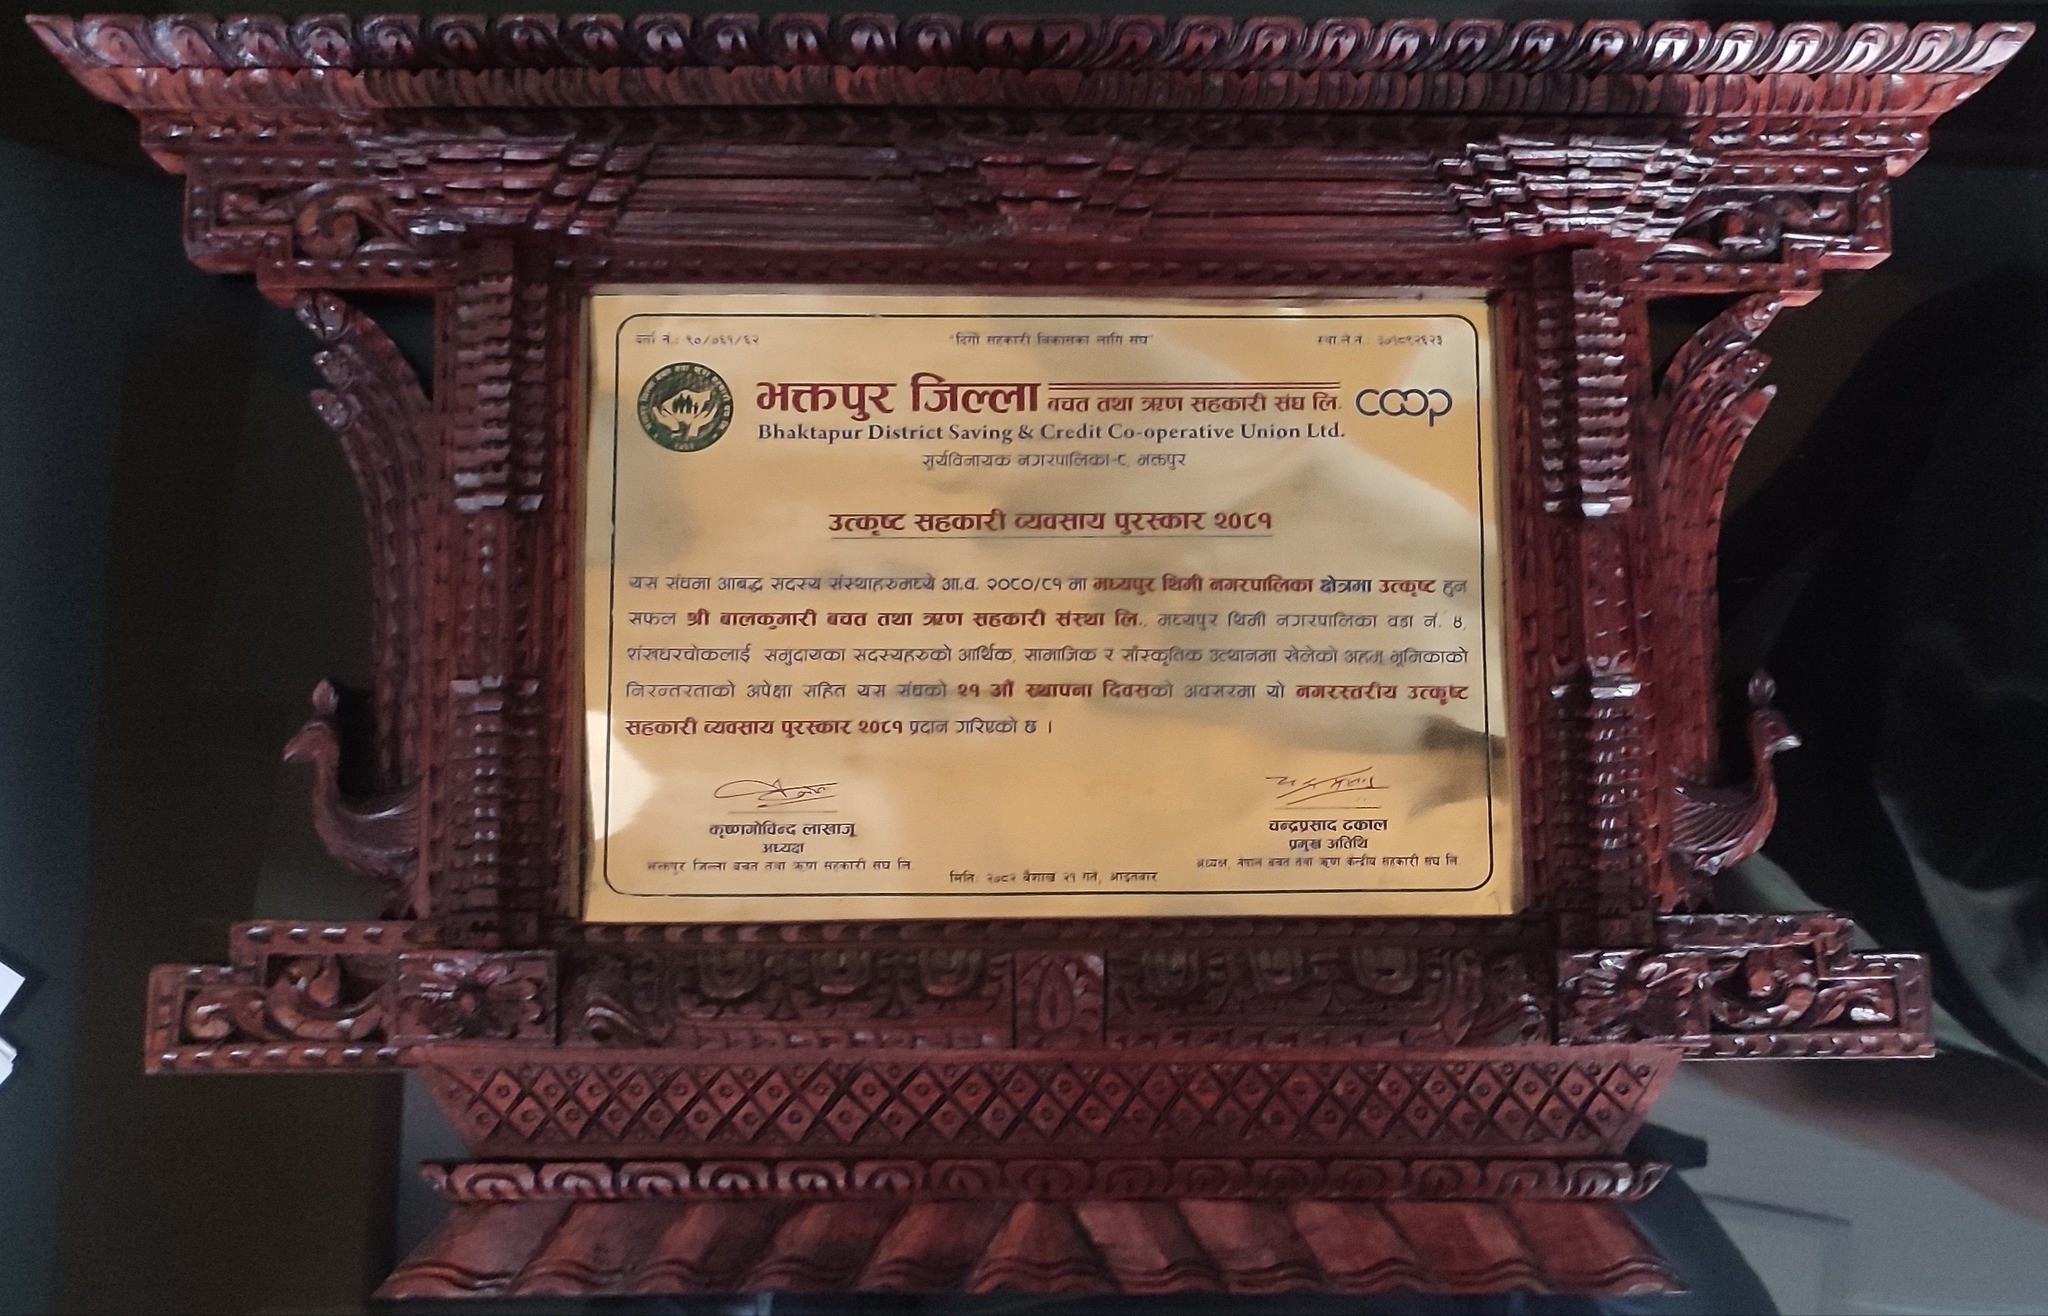 दर्ता नं.: १०/०६१/६२
"दिगो सहकारी विकासका लागि संघ"
स्था.ले.नं.: ३०१८९२६२३
भक्तपुर जिल्ला बचत तथा ऋण सहकारी संघ लि.
COOP
Bhaktapur District Saving & Credit Co-operative Union Ltd.
सूर्यविनायक नगरपालिका-८, भक्तपुर
उत्कृष्ट सहकारी व्यवसाय पुरस्कार २०८१
यस संघमा आबद्ध सदस्य संस्थाहरुमध्ये आ.व. २०८०/८१ मा मध्यपुर थिमी नगरपालिका क्षेत्रमा उत्कृष्ट हुन
सफल श्री बालकुमारी बचत तथा ऋण सहकारी संस्था लि., मध्यपुर थिमी नगरपालिका वडा नं. ४,
शंखधरचोकलाई समुदायका सदस्यहरुको आर्थिक, सामाजिक र साँस्कृतिक उत्थानमा खेलेको अहम् भूमिकाको
निरन्तरताको अपेक्षा सहित यस संघको २१ औं स्थापना दिवसको अवसरमा यो नगरस्तरीय उत्कृष्ट
सहकारी व्यवसाय पुरस्कार २०८१ प्रदान गरिएको छ ।
कृष्णगोविन्द लाखाजू
अध्यक्ष
भक्तपुर जिल्ला बचत तथा ऋण सहकारी संघ लि.
चन्द्रप्रसाद ढकाल
प्रमुख अतिथि
अध्यक्ष, नेपाल बचत तथा ऋण केन्द्रीय सहकारी संघ लि.
मिति: २०८२ बैशाख २१ गते, आइतबार